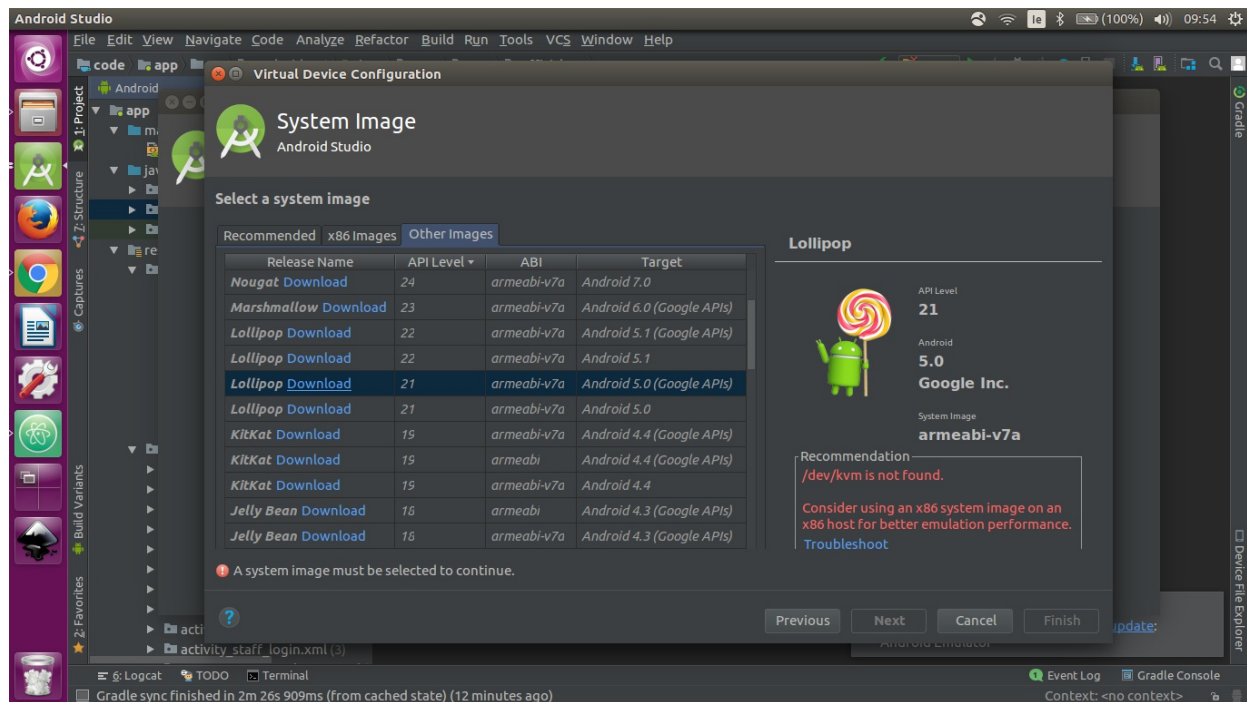 Android Studio
Ie (100%) 09:54
File Edit View Navigate Code Analyze Refactor Build Run Tools VCS Window Help
code app
Virtual Device Configuration
Android
app
1: Project
Z: Structure
Captures
Build Variants
2: Favorites
Gradle
Device File Explorer
System Image
Android Studio
Select a system image
Recommended x86 Images Other Images
Release Name API Level ABI Target
Nougat Download 24 armeabi-v7a Android 7.0
Marshmallow Download 23 armeabi-v7a Android 6.0 (Google APIs)
Lollipop Download 22 armeabi-v7a Android 5.1 (Google APIs)
Lollipop Download 22 armeabi-v7a Android 5.1
Lollipop Download 21 armeabi-v7a Android 5.0 (Google APIs)
Lollipop Download 21 armeabi-v7a Android 5.0
KitKat Download 19 armeabi-v7a Android 4.4 (Google APIs)
KitKat Download 19 armeabi Android 4.4 (Google APIs)
KitKat Download 19 armeabi-v7a Android 4.4
Jelly Bean Download 18 armeabi Android 4.3 (Google APIs)
Jelly Bean Download 18 armeabi-v7a Android 4.3 (Google APIs)
Lollipop
API Level
21
Android
5.0
Google Inc.
System Image
armeabi-v7a
Recommendation
/dev/kvm is not found.
Consider using an x86 system image on an
x86 host for better emulation performance.
Troubleshoot
A system image must be selected to continue.
? Previous Next Cancel Finish
update:
Android Emulator
activity_staff_login.xml (3)
6: Logcat TODO Terminal
1 Event Log Gradle Console
Gradle sync finished in 2m 26s 909ms (from cached state) (12 minutes ago)
Context: <no context>